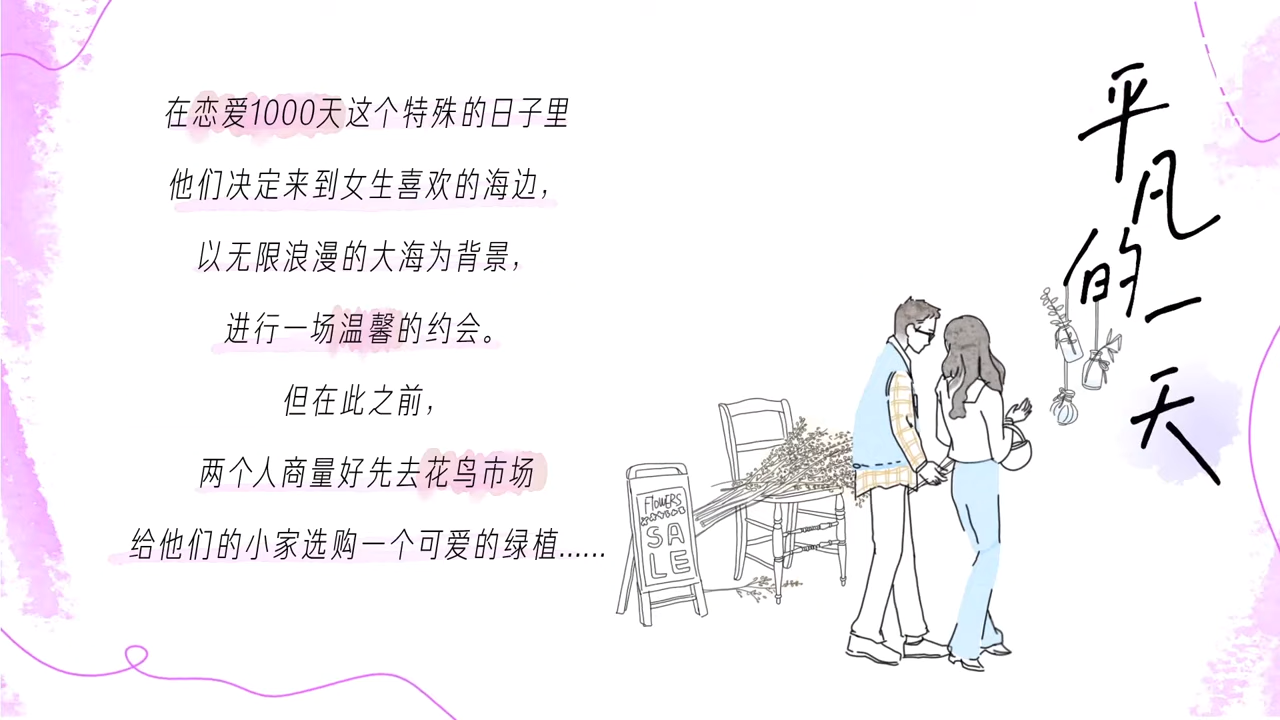 平凡的一天
在恋爱1000天这个特殊的日子里
他们决定来到女生喜欢的海边，
以无限浪漫的大海为背景，
进行一场温馨的约会。
但在此之前，
两个人商量好先去花鸟市场
给他们的小家选购一个可爱的绿植......
FLOWERS
SA
LE